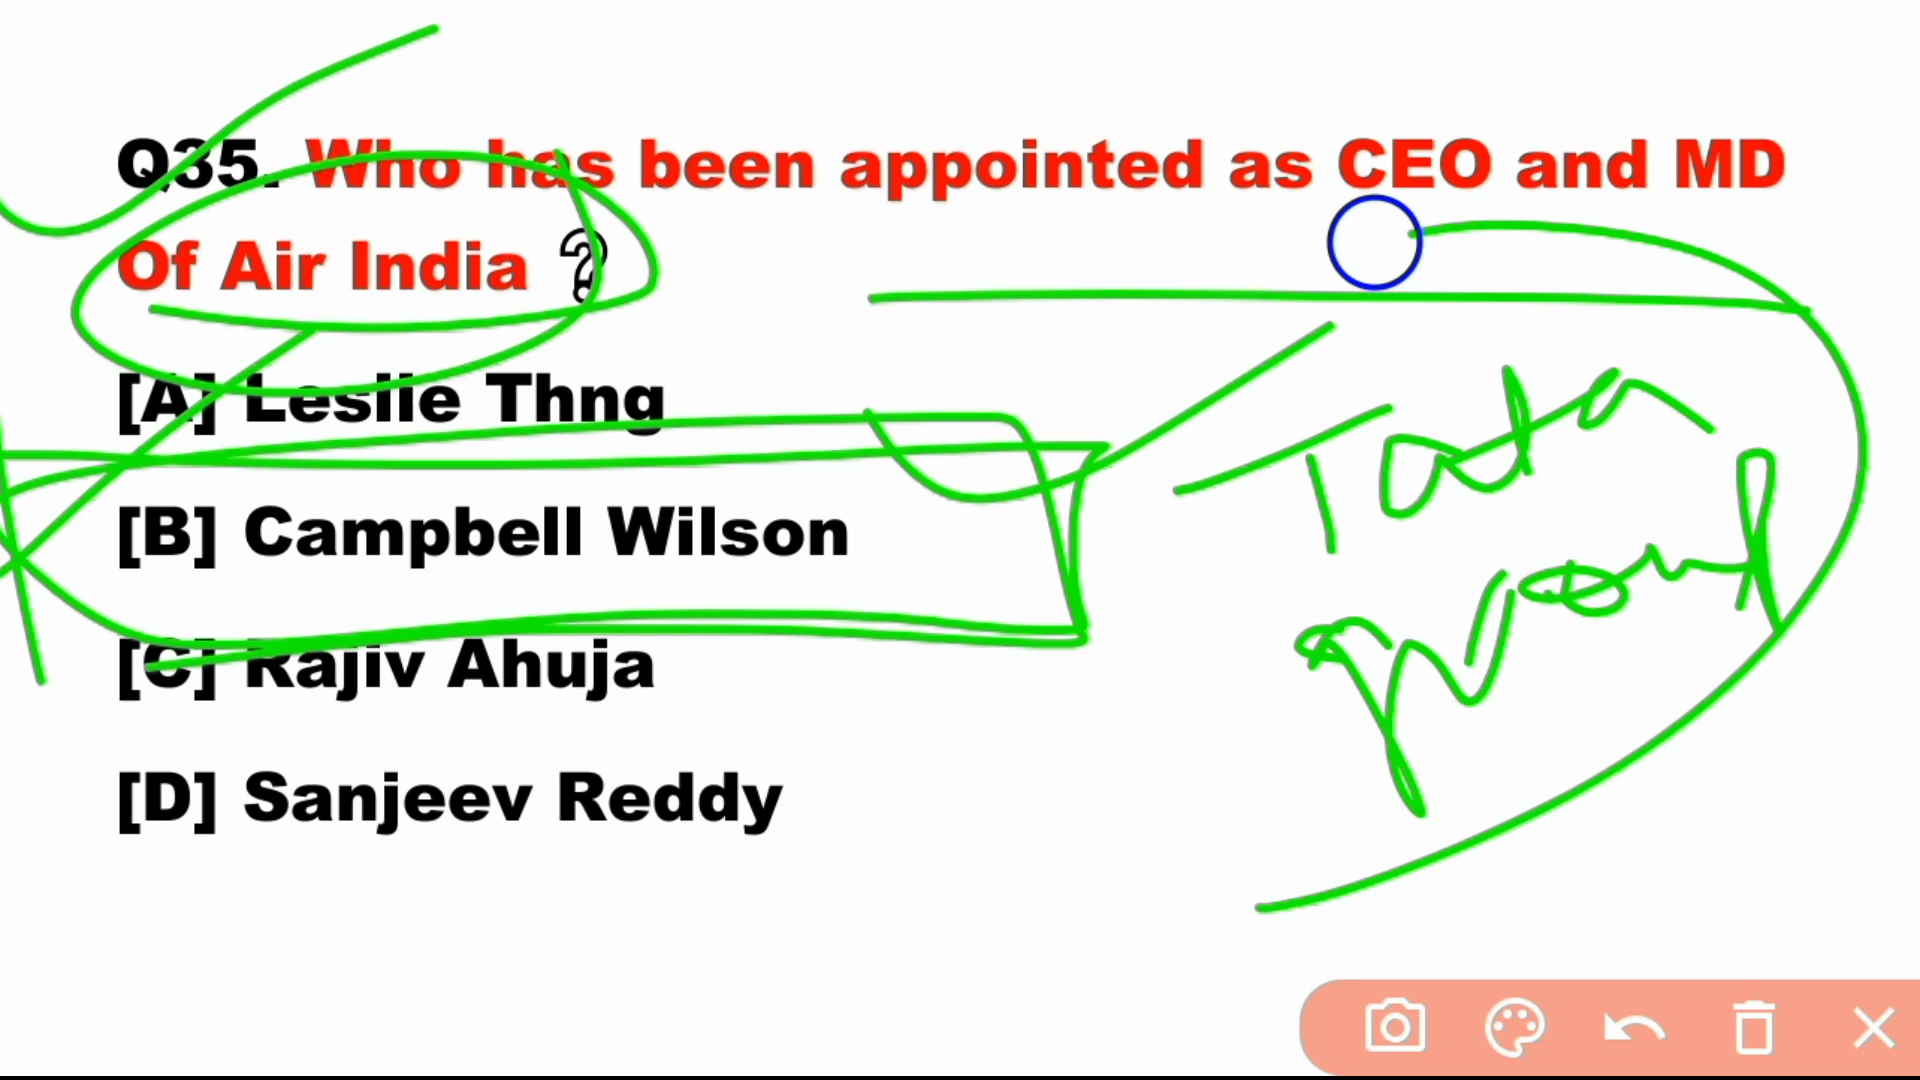 Q35. Who has been appointed as CEO and MD
Of Air India ?
[A] Leslie Thng
[B] Campbell Wilson
[C] Rajiv Ahuja
[D] Sanjeev Reddy
Tata